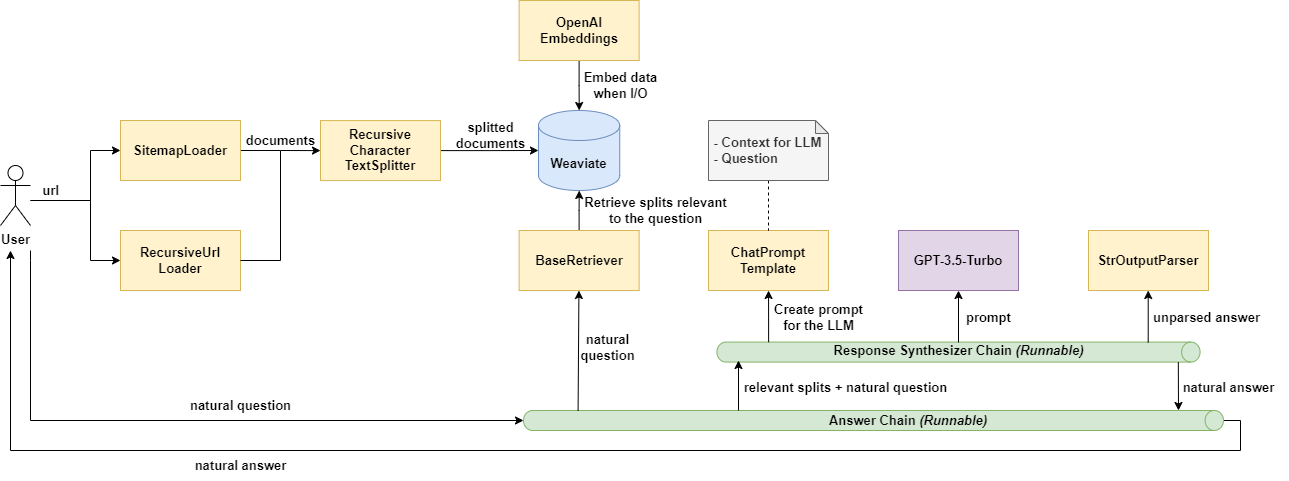 OpenAI
Embeddings
Embed data
when I/O
SitemapLoader
documents
Recursive
Character
TextSplitter
splitted
documents
Weaviate
- Context for LLM
- Question
url
User
RecursiveUrl
Loader
Retrieve splits relevant
to the question
BaseRetriever
ChatPrompt
Template
GPT-3.5-Turbo
StrOutputParser
Create prompt
for the LLM
prompt
unparsed answer
natural
question
Response Synthesizer Chain (Runnable)
relevant splits + natural question
natural answer
natural question
Answer Chain (Runnable)
natural answer